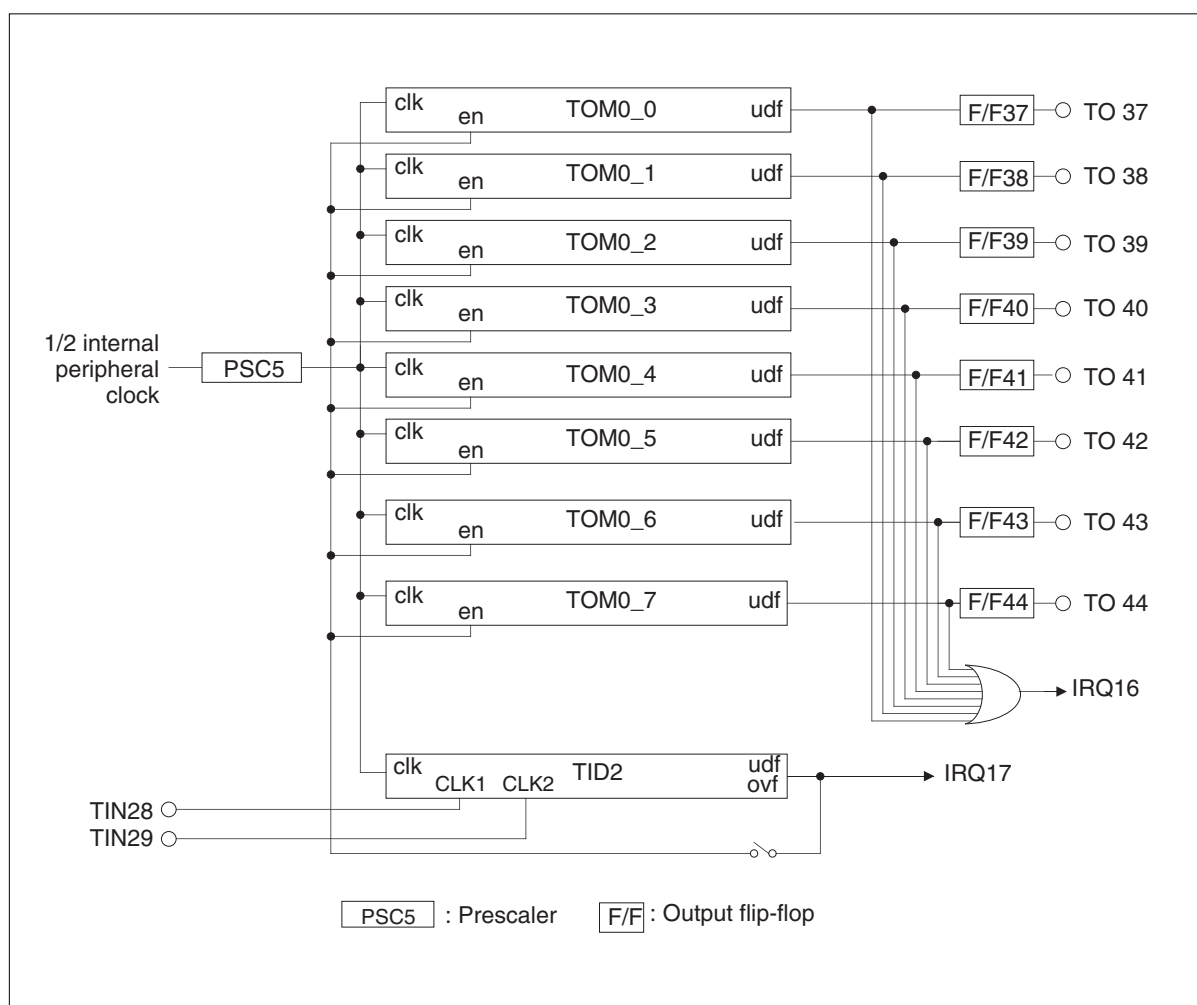 clk en TOM0_0 udf F/F37 TO 37
clk en TOM0_1 udf F/F38 TO 38
clk en TOM0_2 udf F/F39 TO 39
clk en TOM0_3 udf F/F40 TO 40
1/2 internal
peripheral
clock
PSC5
clk en TOM0_4 udf F/F41 TO 41
clk en TOM0_5 udf F/F42 TO 42
clk en TOM0_6 udf F/F43 TO 43
clk en TOM0_7 udf F/F44 TO 44
IRQ16
clk CLK1 CLK2 TID2 udf
ovf
IRQ17
TIN28
TIN29
PSC5 : Prescaler F/F : Output flip-flop